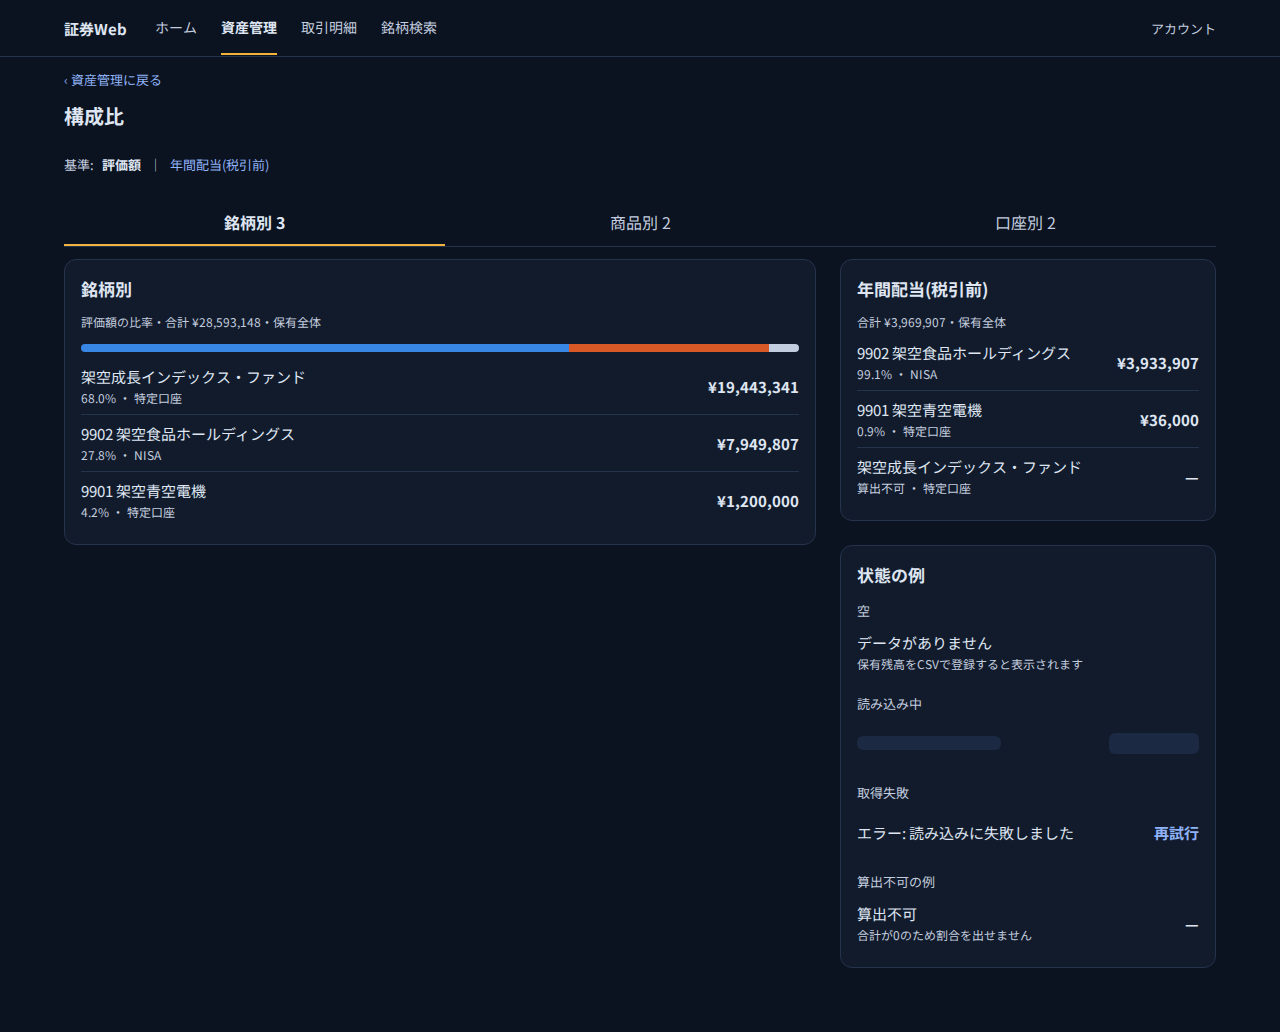 証券Web ホーム 資産管理 取引明細 銘柄検索 アカウント
‹ 資産管理に戻る
構成比
基準: 評価額 | 年間配当(税引前)
銘柄別 3 商品別 2 口座別 2
銘柄別
評価額の比率・合計 ¥28,593,148・保有全体
架空成長インデックス・ファンド
68.0% ・ 特定口座
¥19,443,341
9902 架空食品ホールディングス
27.8% ・ NISA
¥7,949,807
9901 架空青空電機
4.2% ・ 特定口座
¥1,200,000
年間配当(税引前)
合計 ¥3,969,907・保有全体
9902 架空食品ホールディングス
99.1% ・ NISA
¥3,933,907
9901 架空青空電機
0.9% ・ 特定口座
¥36,000
架空成長インデックス・ファンド
算出不可 ・ 特定口座
—
状態の例
空
データがありません
保有残高をCSVで登録すると表示されます
読み込み中
取得失敗
エラー: 読み込みに失敗しました 再試行
算出不可の例
算出不可
合計が0のため割合を出せません
—